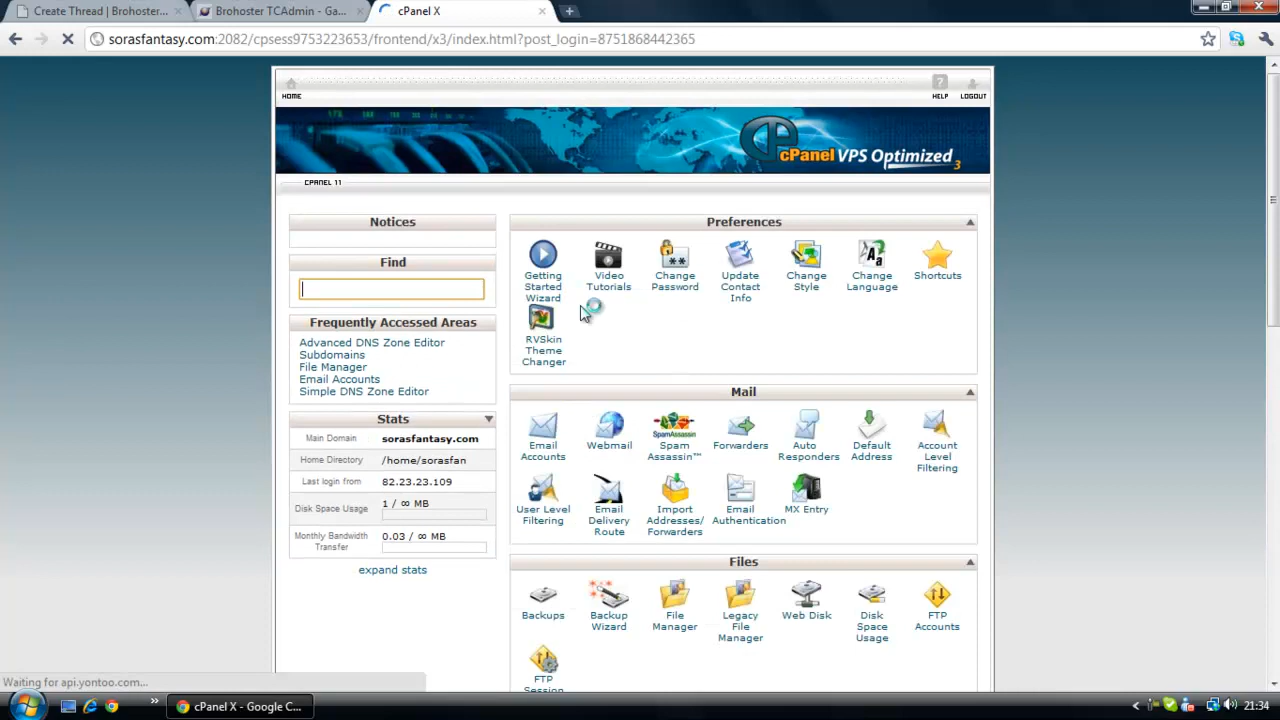 Create Thread | Brohoster...
Brohoster TCAdmin - Ga...
cPanel X
sorasfantasy.com:2082/cpsess9753223653/frontend/x3/index.html?post_login=8751868442365
HOME
HELP
LOGOUT
cPanel VPS Optimized 3
CPANEL 11
Notices
Find
Frequently Accessed Areas
Advanced DNS Zone Editor
Subdomains
File Manager
Email Accounts
Simple DNS Zone Editor
Stats
Main Domain sorasfantasy.com
Home Directory /home/sorasfan
Last login from 82.23.23.109
Disk Space Usage 1 / ∞ MB
Monthly Bandwidth
Transfer
0.03 / ∞ MB
expand stats
Preferences
Getting
Started
Wizard
Video
Tutorials
Change
Password
Update
Contact
Info
Change
Style
Change
Language
Shortcuts
RVSkin
Theme
Changer
Mail
Email
Accounts
Webmail
SpamAssassin
Spam
Assassin™
Forwarders
Auto
Responders
Default
Address
Account
Level
Filtering
User Level
Filtering
Email
Delivery
Route
Import
Addresses/
Forwarders
Email
Authentication
MX Entry
Files
Backups
Backup
Wizard
File
Manager
Legacy
File
Manager
Web Disk
Disk
Space
Usage
FTP
Accounts
FTP
Session
Waiting for api.yontoo.com...
cPanel X - Google C...
21:34